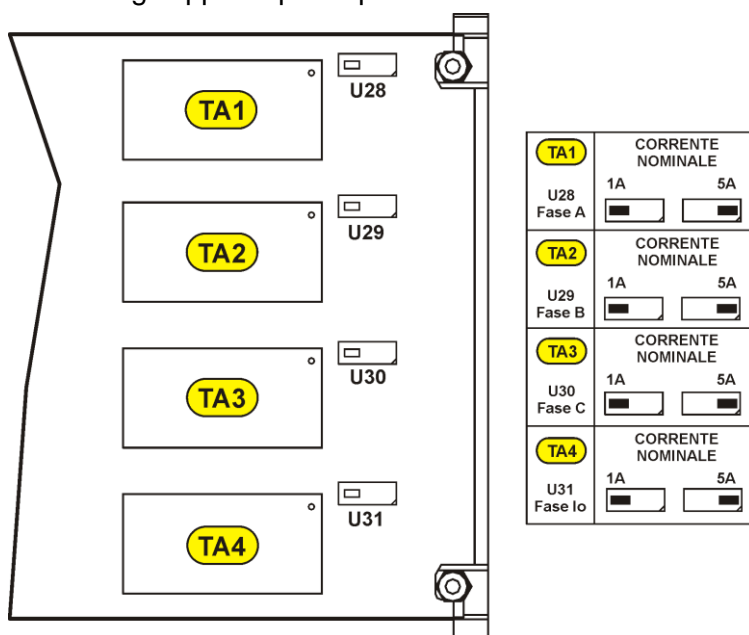 TA1
U28
TA2
U29
TA3
U30
TA4
U31
TA1
CORRENTE
NOMINALE
U28
Fase A
1A 5A
TA2
CORRENTE
NOMINALE
U29
Fase B
1A 5A
TA3
CORRENTE
NOMINALE
U30
Fase C
1A 5A
TA4
CORRENTE
NOMINALE
U31
Fase Io
1A 5A